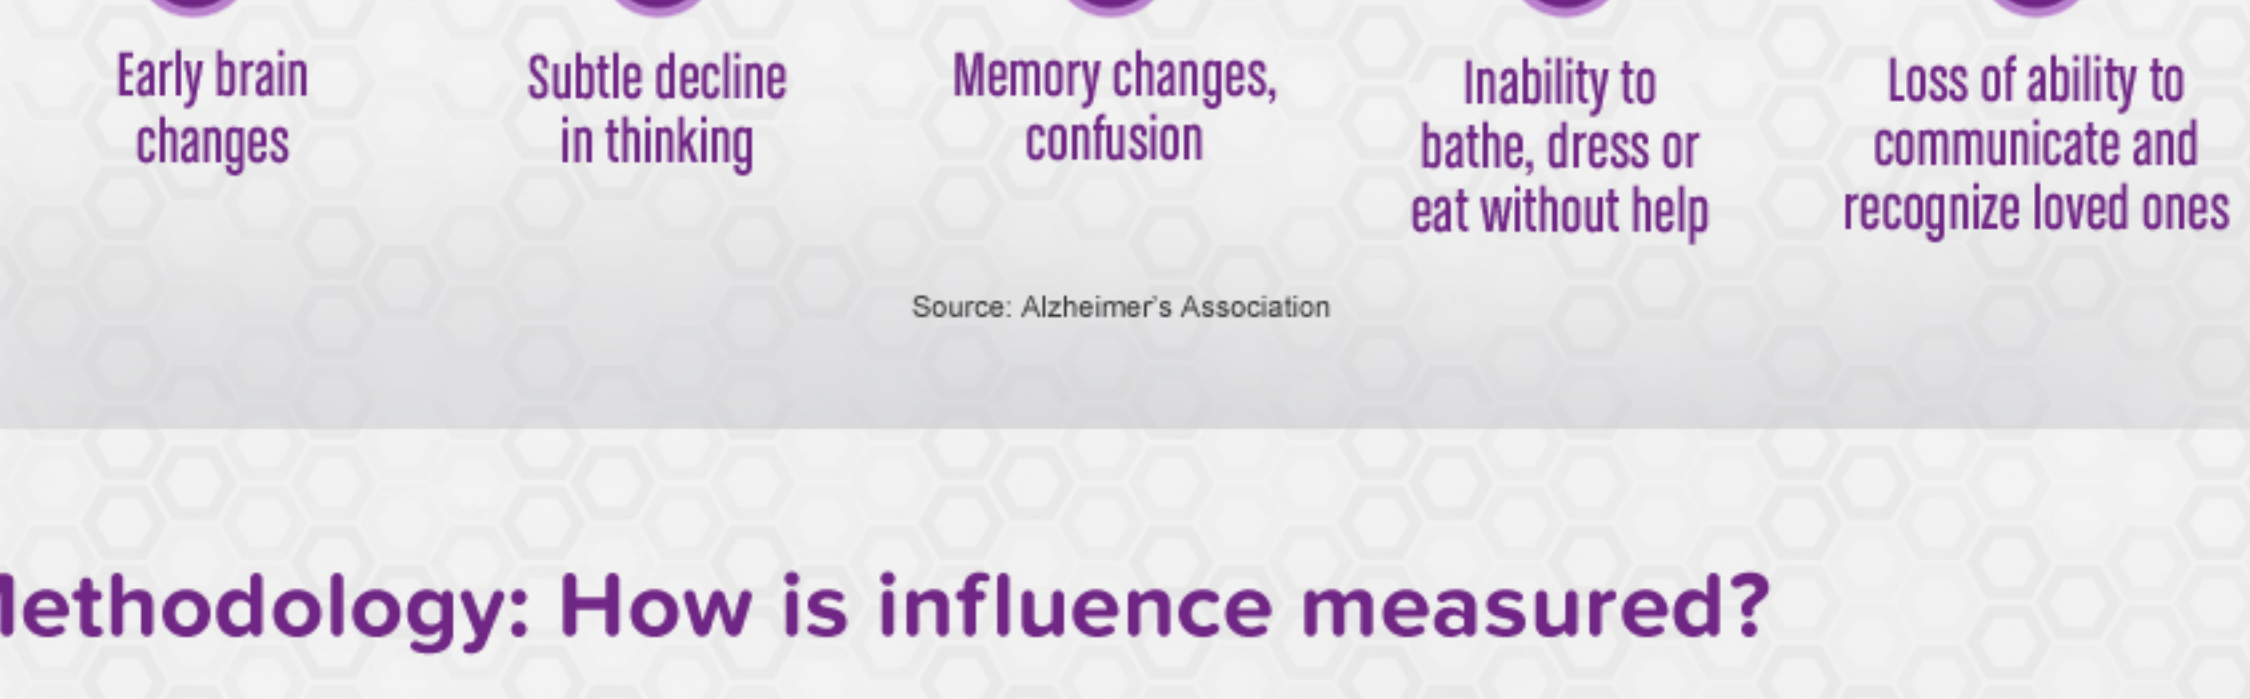 Early brain
changes
Subtle decline
in thinking
Memory changes,
confusion
Inability to
bathe, dress or
eat without help
Loss of ability to
communicate and
recognize loved ones
Source: Alzheimer's Association
Methodology: How is influence measured?